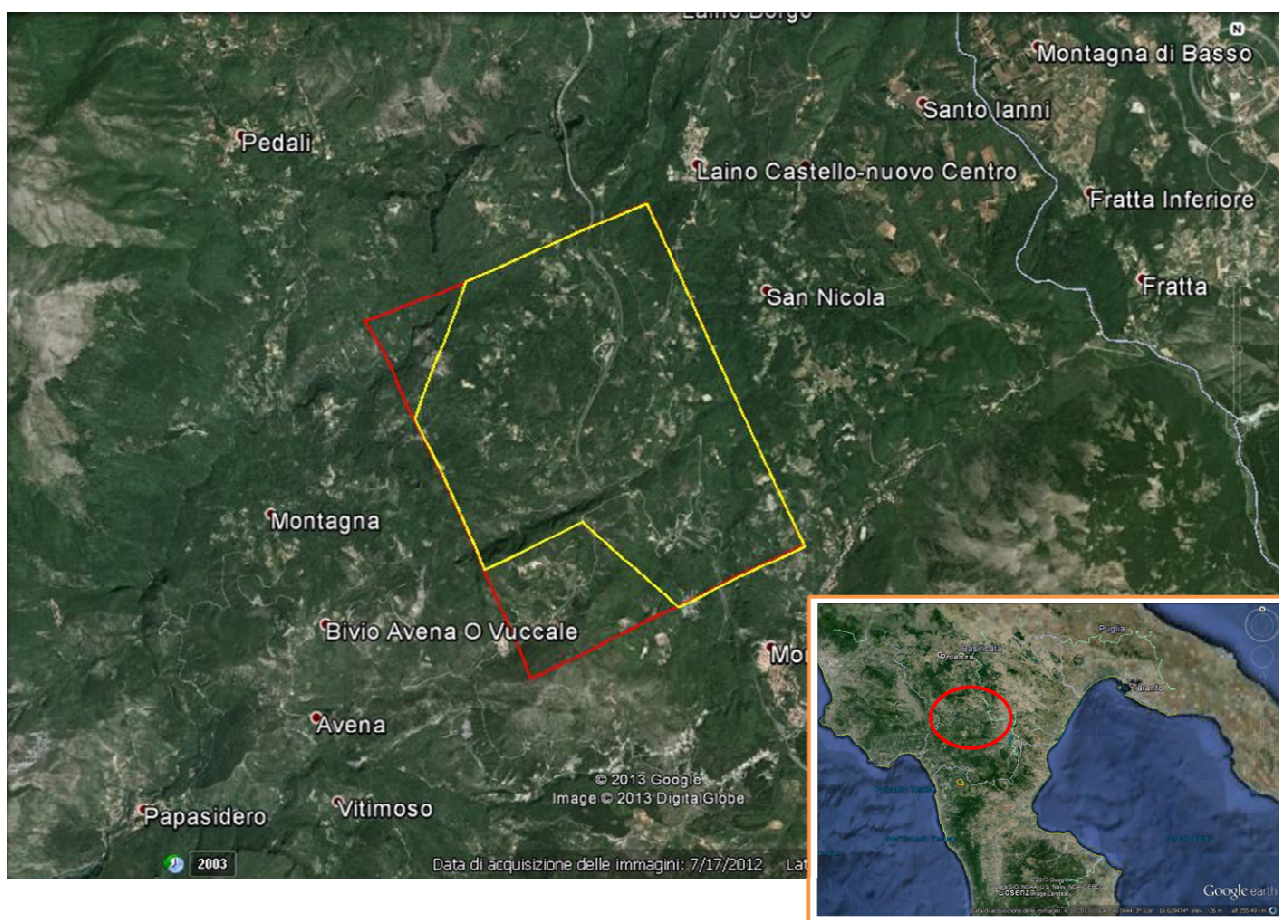 Laino Borgo
N
Montagna di Basso
Santo Ianni
Pedali
Laino Castello-nuovo Centro
Fratta Inferiore
Fratta
San Nicola
Montagna
Bivio Avena O Vuccale
Mor
Avena
Papasidero
Vitimoso
© 2013 Google
Image © 2013 DigitalGlobe
2003
Data di acquisizione delle immagini: 7/17/2012 Lat
Puglia
Basilicata
Potenza
Taranto
Cosenza
Google earth